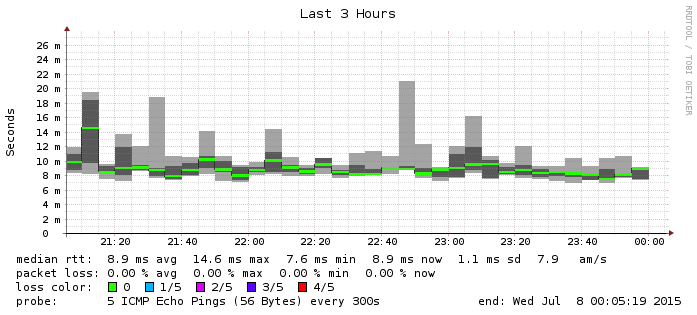 Last 3 Hours
RRDTOOL / TOBI OETIKER
Seconds
26 m
24 m
22 m
20 m
18 m
16 m
14 m
12 m
10 m
8 m
6 m
4 m
2 m
0
21:20 21:40 22:00 22:20 22:40 23:00 23:20 23:40 00:00
median rtt: 8.9 ms avg 14.6 ms max 7.6 ms min 8.9 ms now 1.1 ms sd 7.9 am/s
packet loss: 0.00 % avg 0.00 % max 0.00 % min 0.00 % now
loss color: 0 1/5 2/5 3/5 4/5
probe: 5 ICMP Echo Pings (56 Bytes) every 300s end: Wed Jul 8 00:05:19 2015